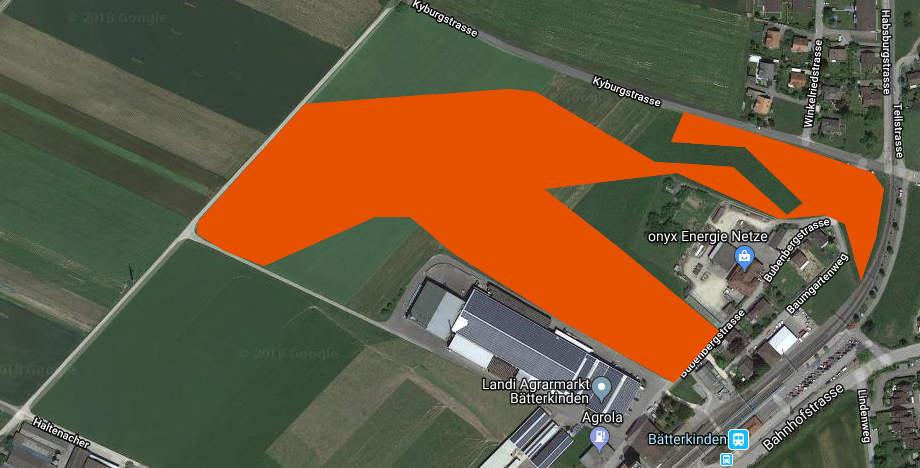 © 2018 Google
Kyburgstrasse
Habsburgstrasse
Winkelriedstrasse
Kyburgstrasse
Tellstrasse
onyx Energie Netze
Bubenbergstrasse
Baumgartenweg
Bubenbergstrasse
© 2018 Google
2018 Google
Landi Agrarmarkt
Bätterkinden
Agrola
Hältenacher
Bätterkinden
Bahnhofstrasse
Lindenweg